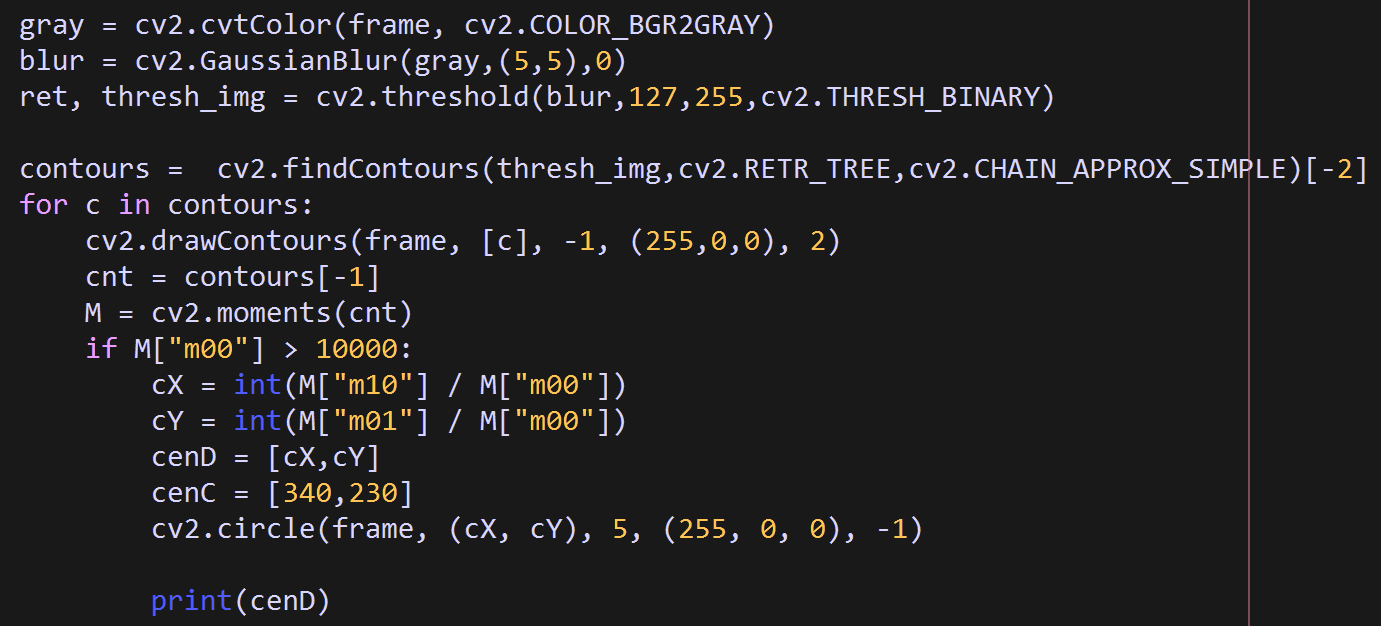 gray = cv2.cvtColor(frame, cv2.COLOR_BGR2GRAY)
blur = cv2.GaussianBlur(gray,(5,5),0)
ret, thresh_img = cv2.threshold(blur,127,255,cv2.THRESH_BINARY)

contours =  cv2.findContours(thresh_img,cv2.RETR_TREE,cv2.CHAIN_APPROX_SIMPLE)[-2]
for c in contours:
    cv2.drawContours(frame, [c], -1, (255,0,0), 2)
    cnt = contours[-1]
    M = cv2.moments(cnt)
    if M["m00"] > 10000:
        cX = int(M["m10"] / M["m00"])
        cY = int(M["m01"] / M["m00"])
        cenD = [cX,cY]
        cenC = [340,230]
        cv2.circle(frame, (cX, cY), 5, (255, 0, 0), -1)

        print(cenD)